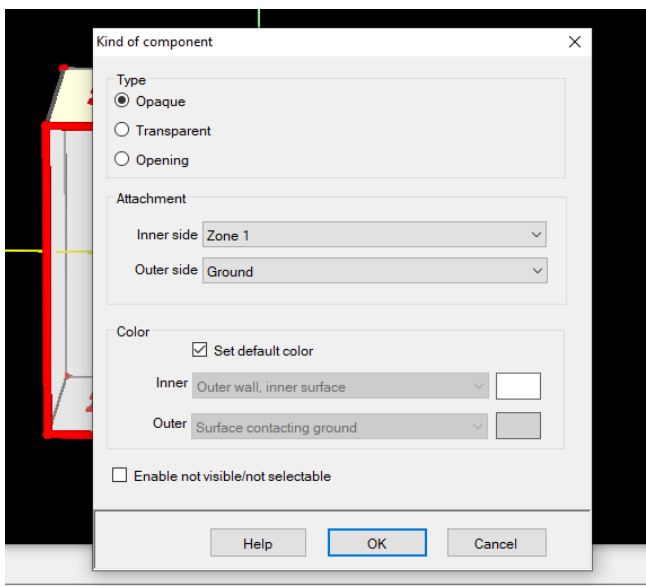 Kind of component
Type
Opaque
Transparent
Opening
Attachment
Inner side Zone 1
Outer side Ground
Color
Set default color
Inner Outer wall, inner surface
Outer Surface contacting ground
Enable not visible/not selectable
Help OK Cancel